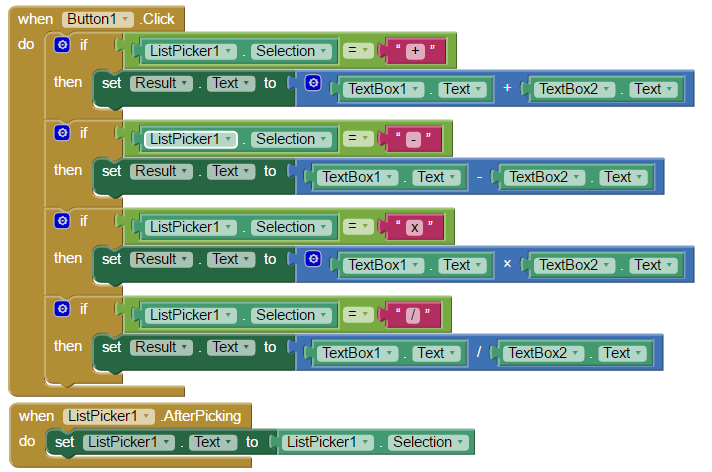 when Button1 .Click
do if ListPicker1 . Selection = " + "
then set Result . Text to TextBox1 . Text + TextBox2 . Text
if ListPicker1 . Selection = " - "
then set Result . Text to TextBox1 . Text - TextBox2 . Text
if ListPicker1 . Selection = " x "
then set Result . Text to TextBox1 . Text × TextBox2 . Text
if ListPicker1 . Selection = " / "
then set Result . Text to TextBox1 . Text / TextBox2 . Text
when ListPicker1 .AfterPicking
do set ListPicker1 . Text to ListPicker1 . Selection